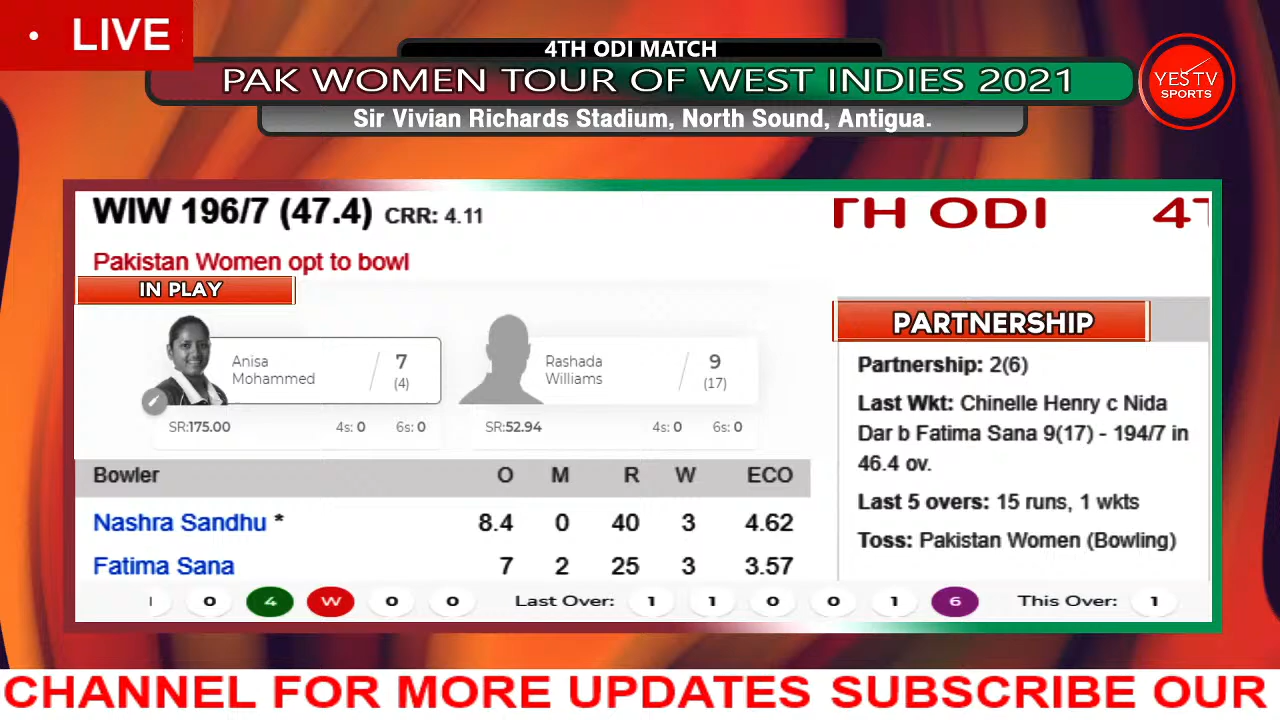 • LIVE
4TH ODI MATCH
PAK WOMEN TOUR OF WEST INDIES 2021
Sir Vivian Richards Stadium, North Sound, Antigua.
YESTV
SPORTS
WIW 196/7 (47.4) CRR: 4.11
TH ODI 4T
Pakistan Women opt to bowl
IN PLAY
Anisa
Mohammed
7
(4)
SR:175.00 4s: 0 6s: 0
Rashada
Williams
9
(17)
SR:52.94 4s: 0 6s: 0
Bowler O M R W ECO
Nashra Sandhu * 8.4 0 40 3 4.62
Fatima Sana 7 2 25 3 3.57
PARTNERSHIP
Partnership: 2(6)
Last Wkt: Chinelle Henry c Nida
Dar b Fatima Sana 9(17) - 194/7 in
46.4 ov.
Last 5 overs: 15 runs, 1 wkts
Toss: Pakistan Women (Bowling)
0 4 W 0 0 Last Over: 1 1 0 0 1 6 This Over: 1
CHANNEL FOR MORE UPDATES SUBSCRIBE OUR